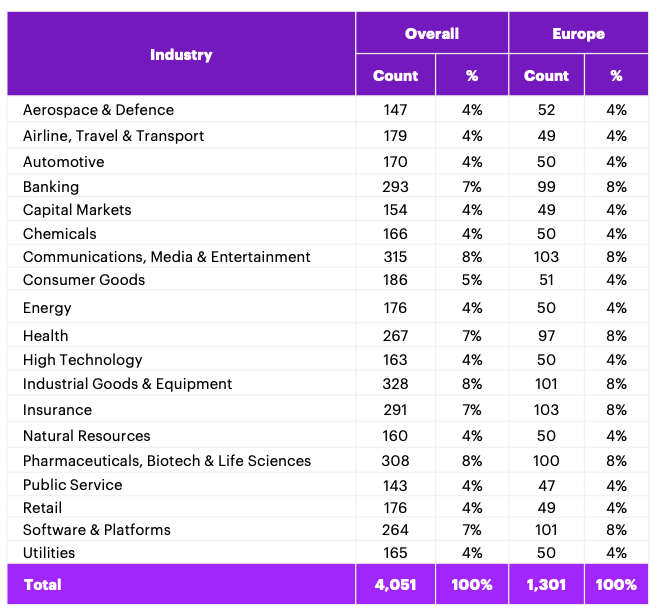 Industry Overall Europe
Count % Count %
Aerospace & Defence 147 4% 52 4%
Airline, Travel & Transport 179 4% 49 4%
Automotive 170 4% 50 4%
Banking 293 7% 99 8%
Capital Markets 154 4% 49 4%
Chemicals 166 4% 50 4%
Communications, Media & Entertainment 315 8% 103 8%
Consumer Goods 186 5% 51 4%
Energy 176 4% 50 4%
Health 267 7% 97 8%
High Technology 163 4% 50 4%
Industrial Goods & Equipment 328 8% 101 8%
Insurance 291 7% 103 8%
Natural Resources 160 4% 50 4%
Pharmaceuticals, Biotech & Life Sciences 308 8% 100 8%
Public Service 143 4% 47 4%
Retail 176 4% 49 4%
Software & Platforms 264 7% 101 8%
Utilities 165 4% 50 4%
Total 4,051 100% 1,301 100%